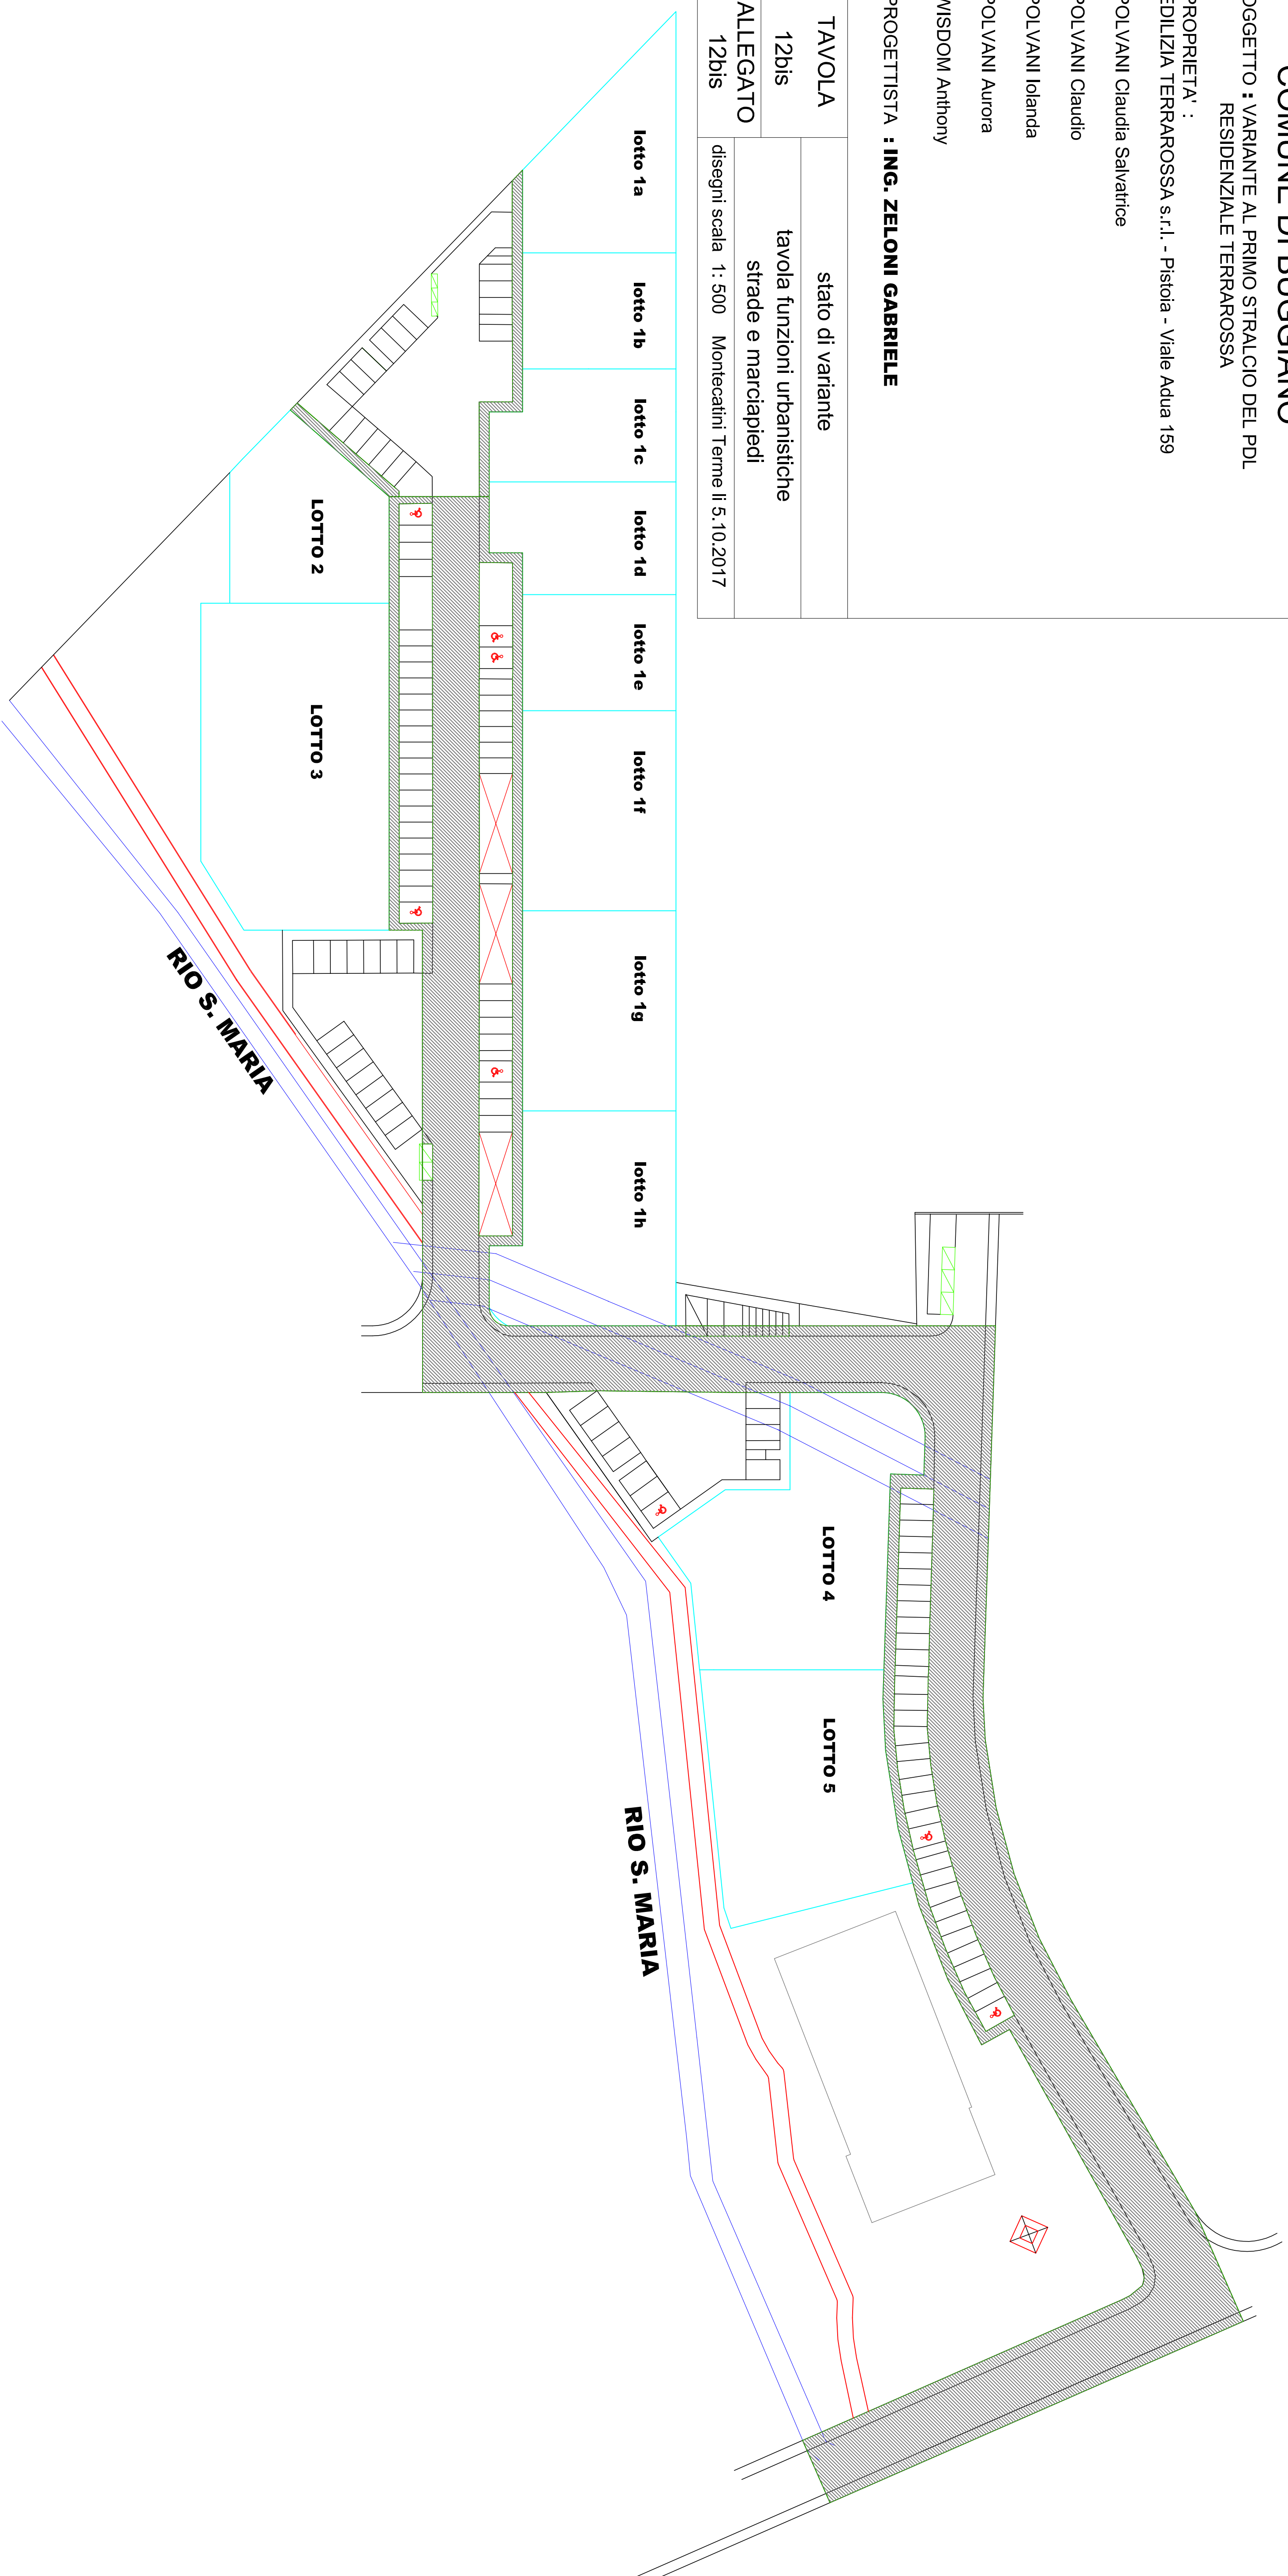 COMUNE DI BUGGIANO
OGGETTO : VARIANTE AL PRIMO STRALCIO DEL PDL
RESIDENZIALE TERRAROSSA
PROPRIETA' :
EDILIZIA TERRAROSSA s.r.l. - Pistoia - Viale Adua 159
POLVANI Claudia Salvatrice
POLVANI Claudio
POLVANI Iolanda
POLVANI Aurora
WISDOM Anthony
PROGETTISTA : ING. ZELONI GABRIELE
TAVOLA
12bis
ALLEGATO
12bis
stato di variante
tavola funzioni urbanistiche
strade e marciapiedi
disegni scala 1: 500 Montecatini Terme li 5.10.2017
lotto 1a
lotto 1b
lotto 1c
lotto 1d
lotto 1e
lotto 1f
lotto 1g
lotto 1h
LOTTO 2
LOTTO 3
RIO S. MARIA
LOTTO 4
LOTTO 5
RIO S. MARIA